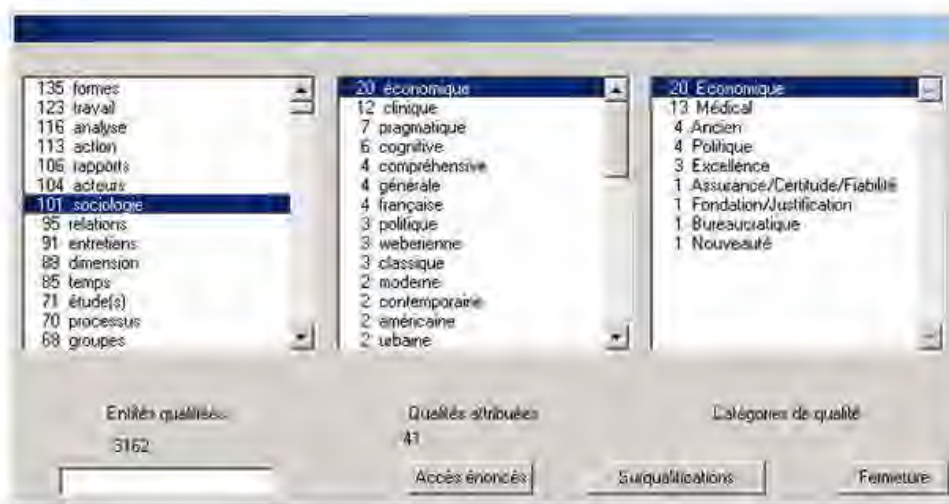 135 formes
123 travail
116 analyse
113 action
106 rapports
104 acteurs
101 sociologie
95 relations
91 entretiens
89 dimension
85 temps
71 étude(s)
70 processus
68 groupes
20 économique
12 clinique
7 pragmatique
6 cognitive
4 compréhensive
4 générale
4 française
3 politique
3 weberienne
3 classique
2 moderne
2 contemporaine
2 américaine
2 urbaine
20 Economique
13 Médical
4 Ancien
4 Politique
3 Excellence
1 Assurance/Certitude/Fiabilité
1 Fondation/Justification
1 Bureaucratique
1 Nouveauté
Entités qualifiées
3162
Qualités attribuées
41
Catégories de qualité
Accès énoncés
Surqualifications
Fermeture